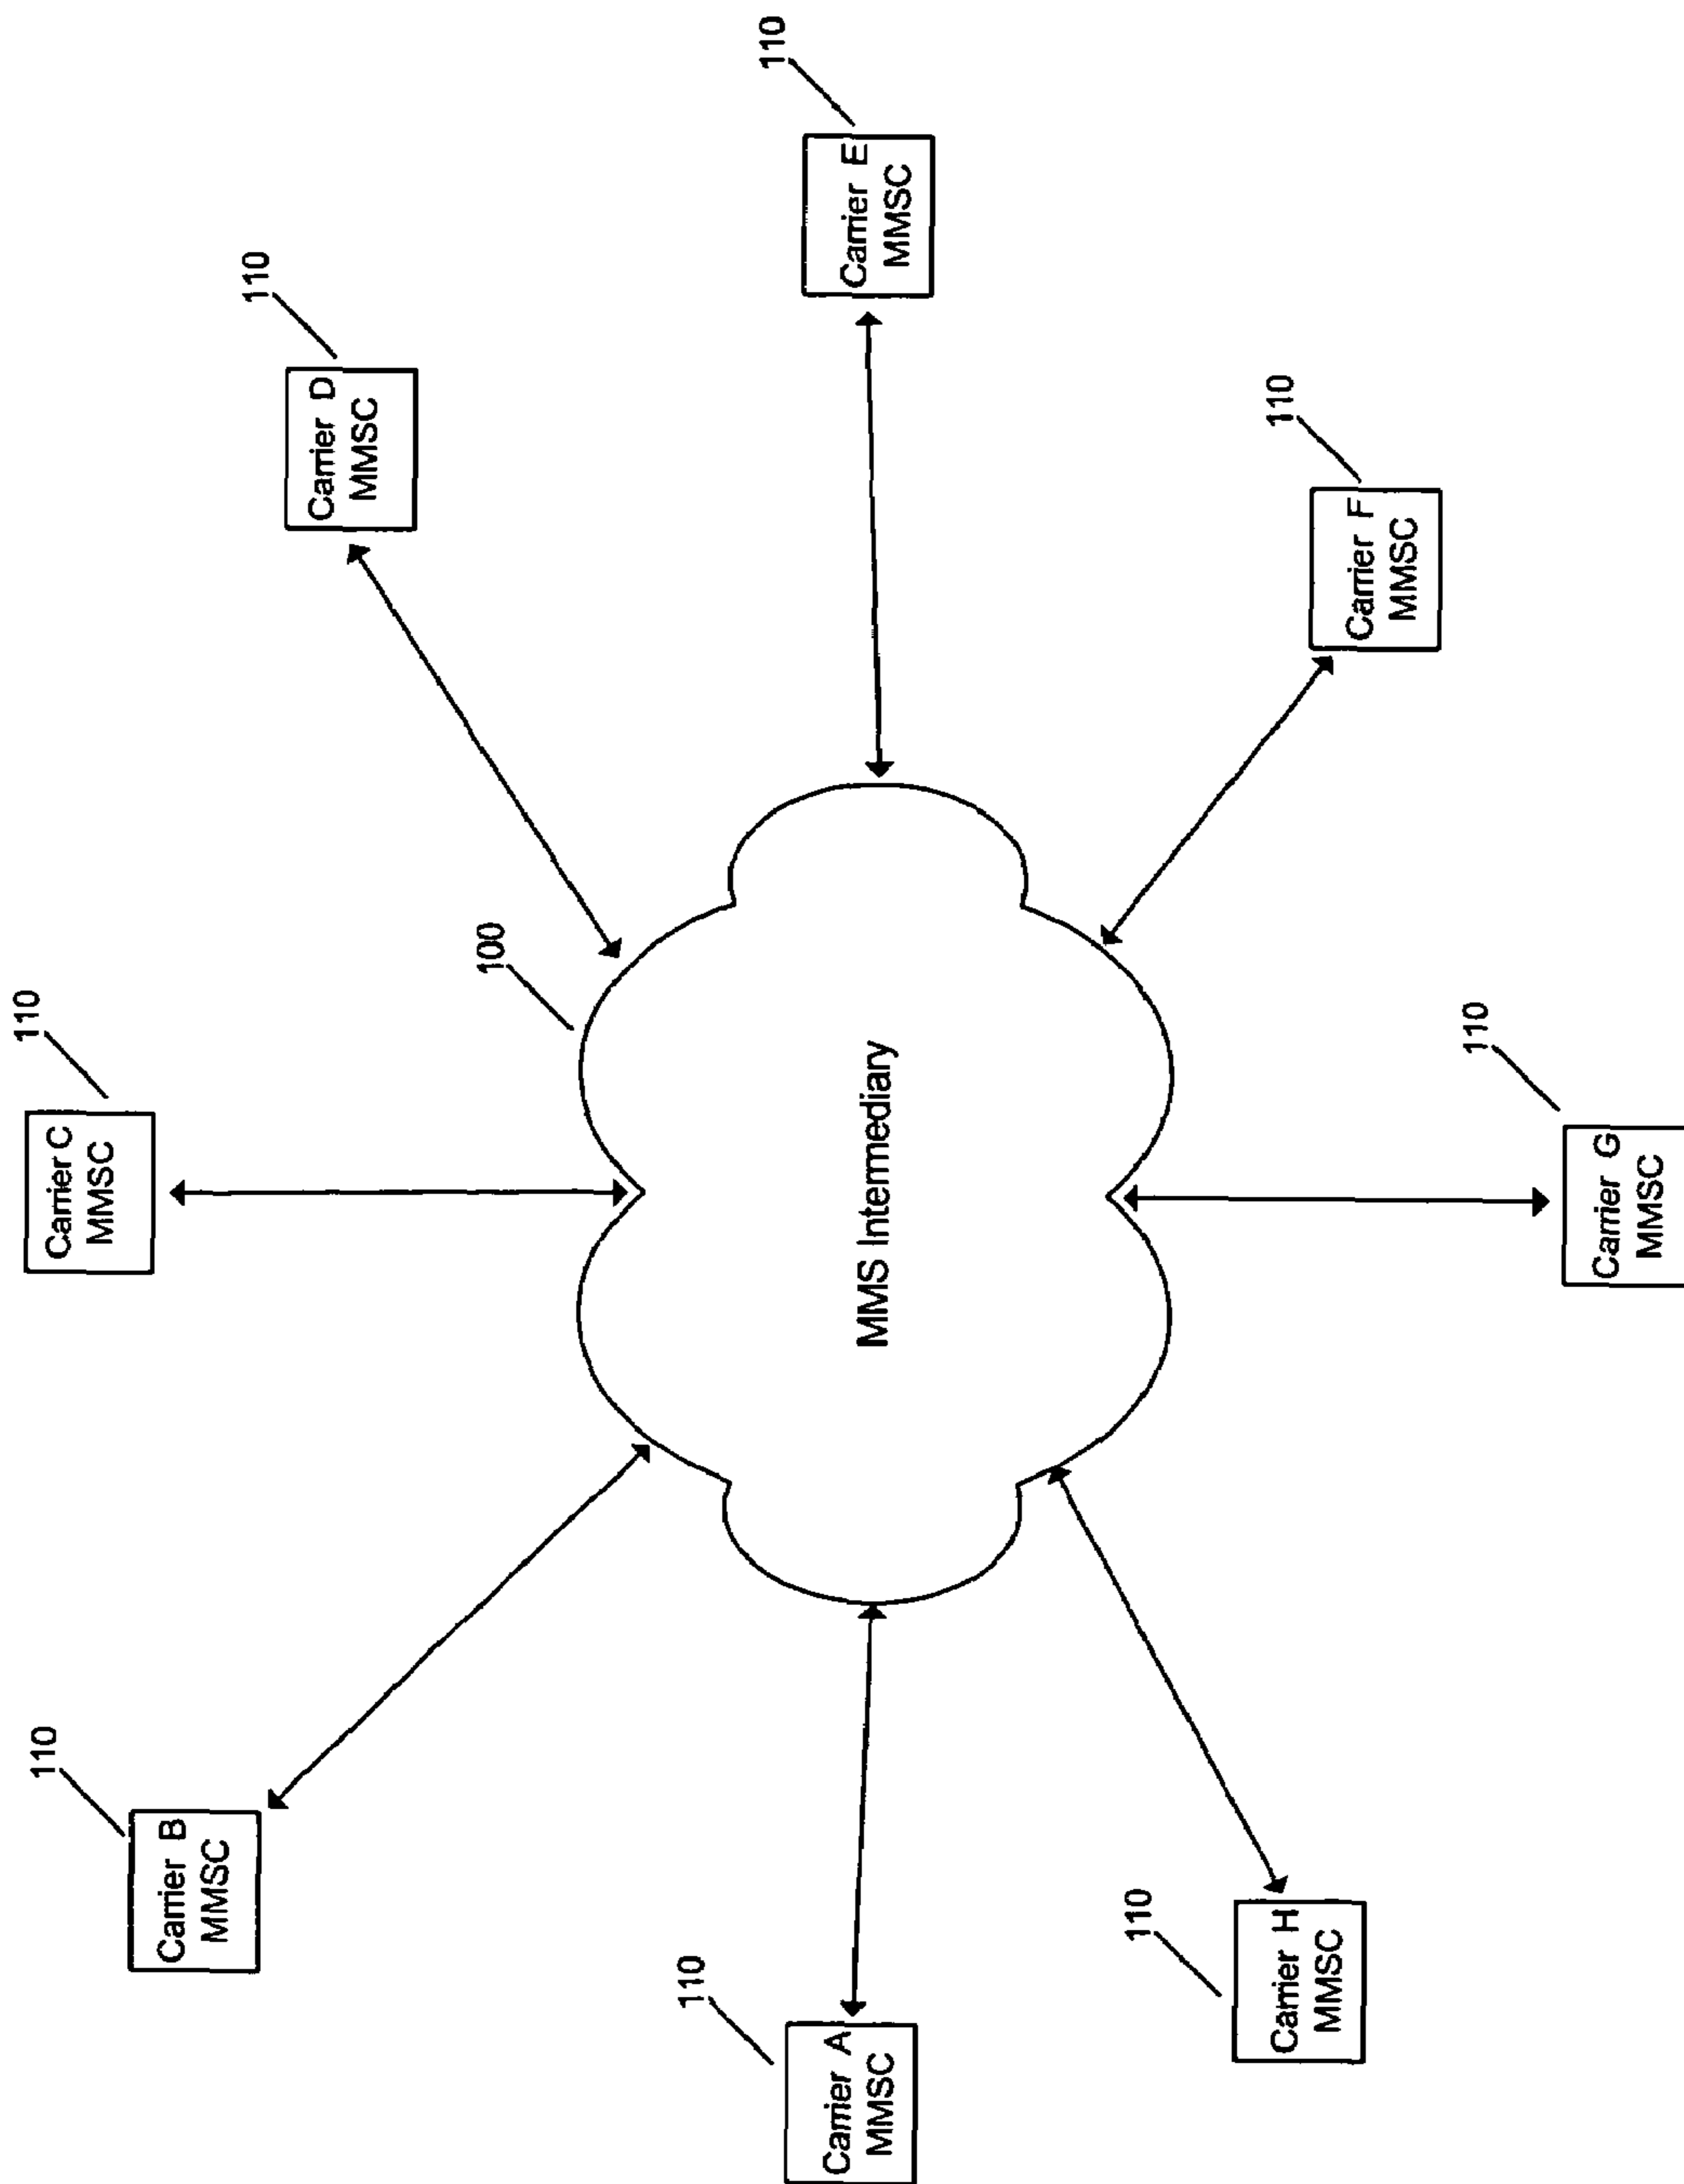 110
Carrier C
MMSC
110
Carrier B
MMSC
110
Carrier D
MMSC
100
110
Carrier A
MMSC
MMS Intermediary
110
Carrier E
MMSC
110
Carrier H
MMSC
110
Carrier F
MMSC
110
Carrier G
MMSC